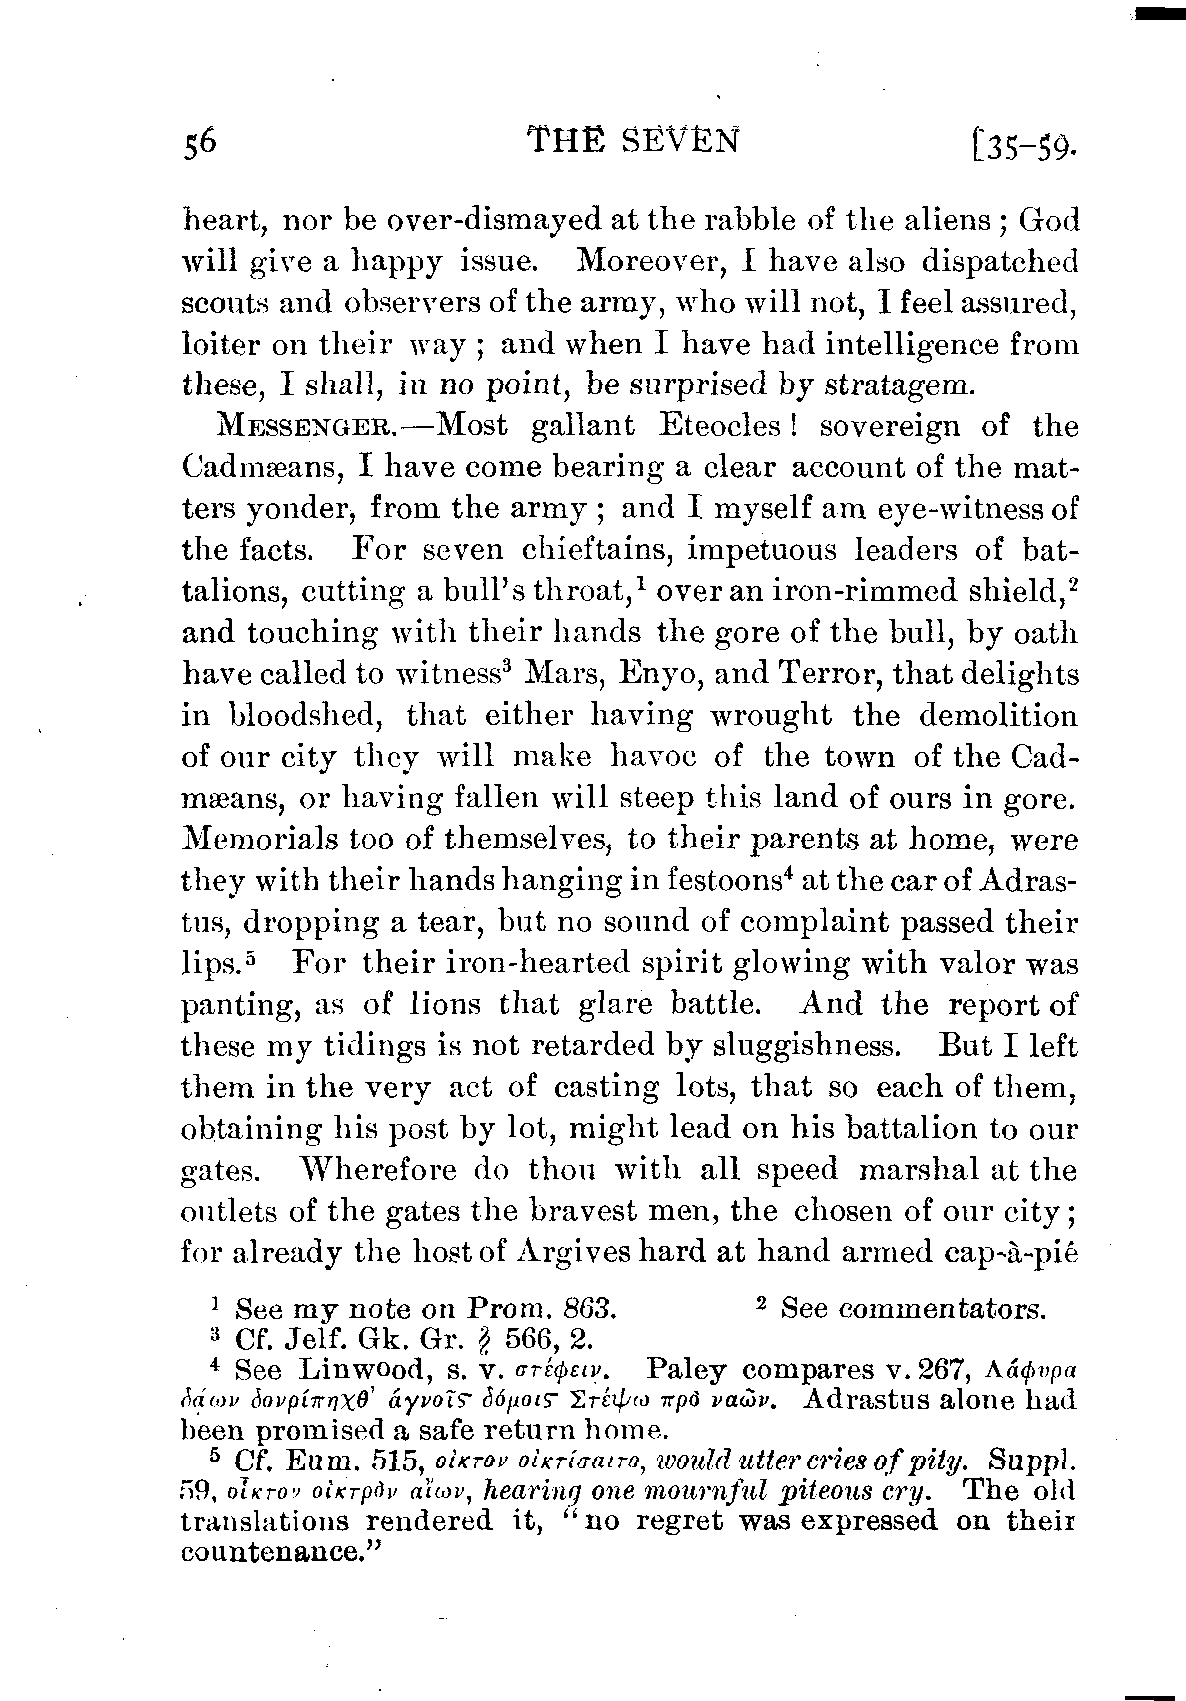 56 THE SEVEN [35–59.
heart, nor be over-dismayed at the rabble of the aliens; God
will give a happy issue. Moreover, I have also dispatched
scouts and observers of the army, who will not, I feel assured,
loiter on their way; and when I have had intelligence from
these, I shall, in no point, be surprised by stratagem.
MESSENGER.—Most gallant Eteocles! sovereign of the
Cadmæans, I have come bearing a clear account of the mat-
ters yonder, from the army; and I myself am eye-witness of
the facts. For seven chieftains, impetuous leaders of bat-
talions, cutting a bull's throat,¹ over an iron-rimmed shield,²
and touching with their hands the gore of the bull, by oath
have called to witness³ Mars, Enyo, and Terror, that delights
in bloodshed, that either having wrought the demolition
of our city they will make havoc of the town of the Cad-
mæans, or having fallen will steep this land of ours in gore.
Memorials too of themselves, to their parents at home, were
they with their hands hanging in festoons⁴ at the car of Adras-
tus, dropping a tear, but no sound of complaint passed their
lips.⁵ For their iron-hearted spirit glowing with valor was
panting, as of lions that glare battle. And the report of
these my tidings is not retarded by sluggishness. But I left
them in the very act of casting lots, that so each of them,
obtaining his post by lot, might lead on his battalion to our
gates. Wherefore do thou with all speed marshal at the
outlets of the gates the bravest men, the chosen of our city;
for already the host of Argives hard at hand armed cap-à-pié
¹ See my note on Prom. 863. ² See commentators.
³ Cf. Jelf. Gk. Gr. § 566, 2.
⁴ See Linwood, s. v. στέφειν. Paley compares v. 267, Λάφυρα
δᾴων δουρίπηχθ' ἁγνοῖς δόμοις Στέψω πρὸ ναῶν. Adrastus alone had
been promised a safe return home.
⁵ Cf. Eum. 515, οἶκτον οἰκτίσαιτο, would utter cries of pity. Suppl.
59, οἶκτον οἰκτρὸν ἀΐων, hearing one mournful piteous cry. The old
translations rendered it, "no regret was expressed on their
countenance."